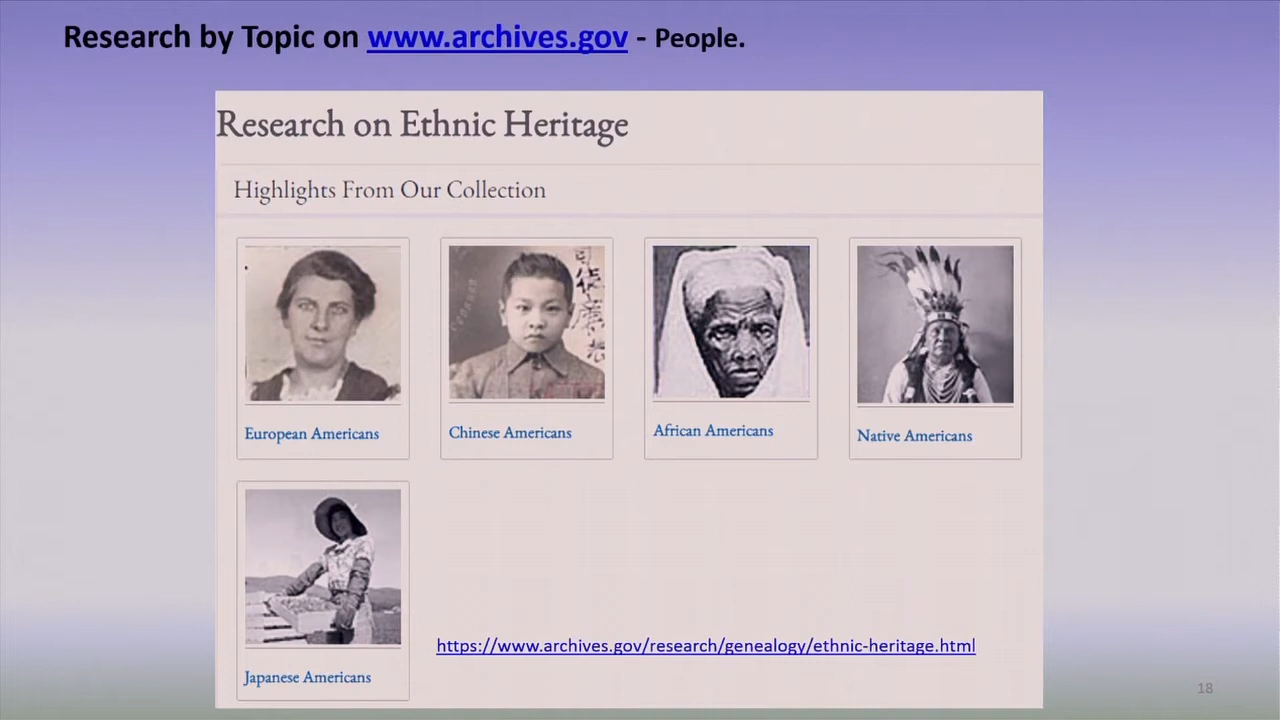 Research by Topic on www.archives.gov - People.
Research on Ethnic Heritage
Highlights From Our Collection
European Americans
Chinese Americans
African Americans
Native Americans
Japanese Americans
https://www.archives.gov/research/genealogy/ethnic-heritage.html
18